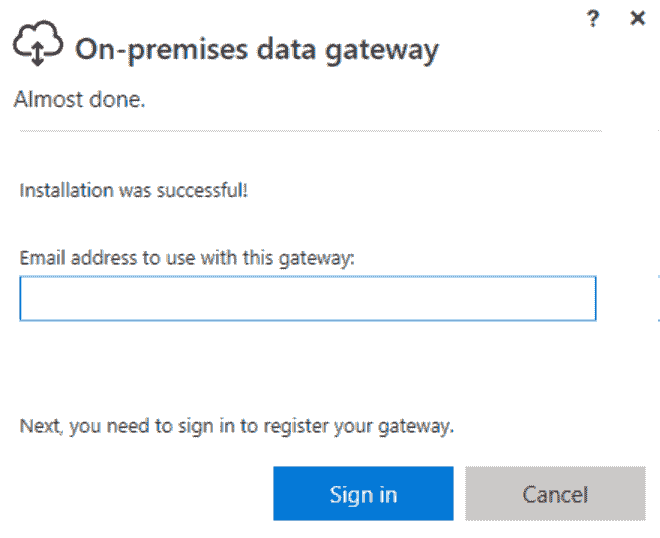 ? ×
On-premises data gateway
Almost done.
Installation was successful!
Email address to use with this gateway:
Next, you need to sign in to register your gateway.
Sign in Cancel